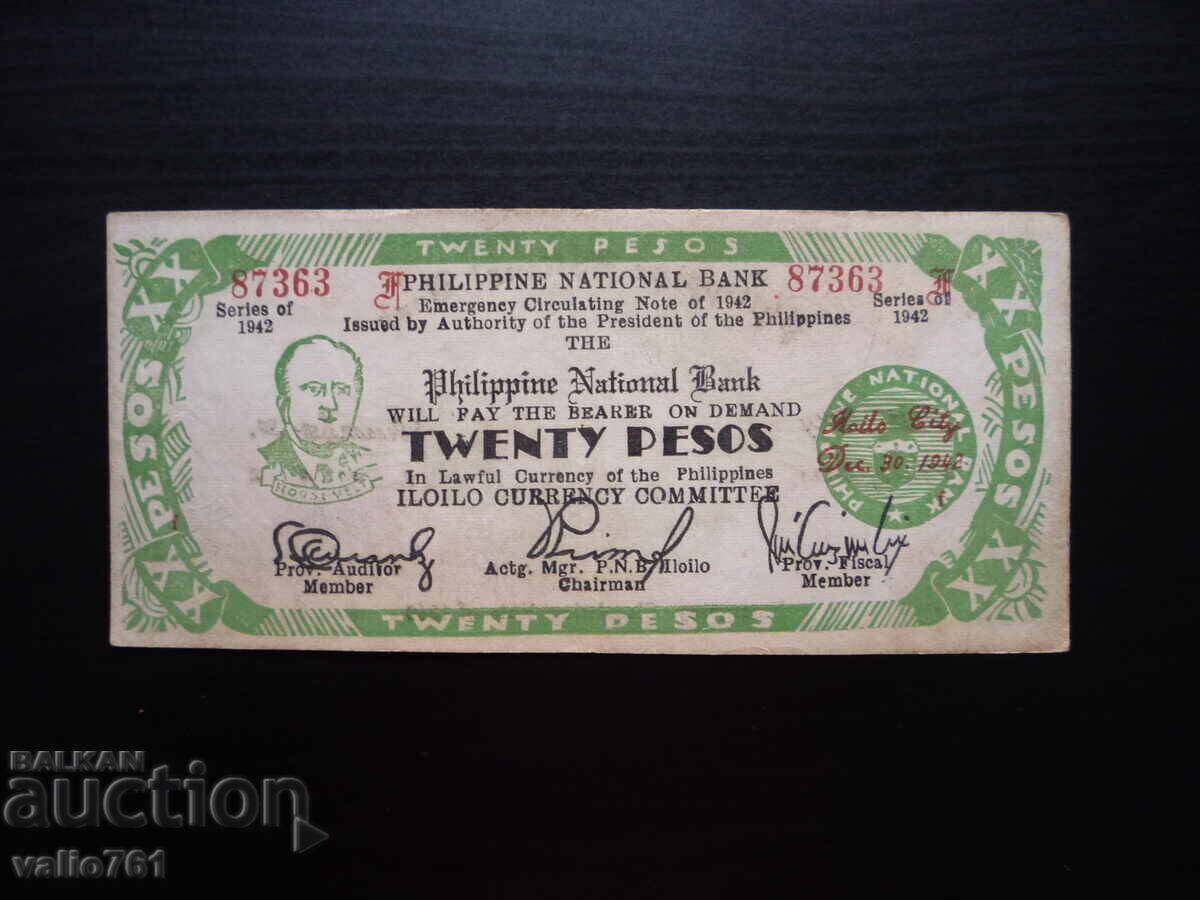 TWENTY PESOS
XX PESOS XX
XX PESOS XX
87363 F PHILIPPINE NATIONAL BANK 87363 F
Series of 1942
Emergency Circulating Note of 1942
Series of 1942
Issued by Authority of the President of the Philippines
THE
Philippine National Bank
WILL PAY THE BEARER ON DEMAND
TWENTY PESOS
In Lawful Currency of the Philippines
ILOILO CURRENCY COMMITTEE
ROOSEVELT
PHILIPPINE NATIONAL BANK
Iloilo City
Dec. 30, 1942
Prov. Auditor
Member
Actg. Mgr. P.N.B. Iloilo
Chairman
Prov. Fiscal
Member
TWENTY PESOS
BALKAN
auction
valio761